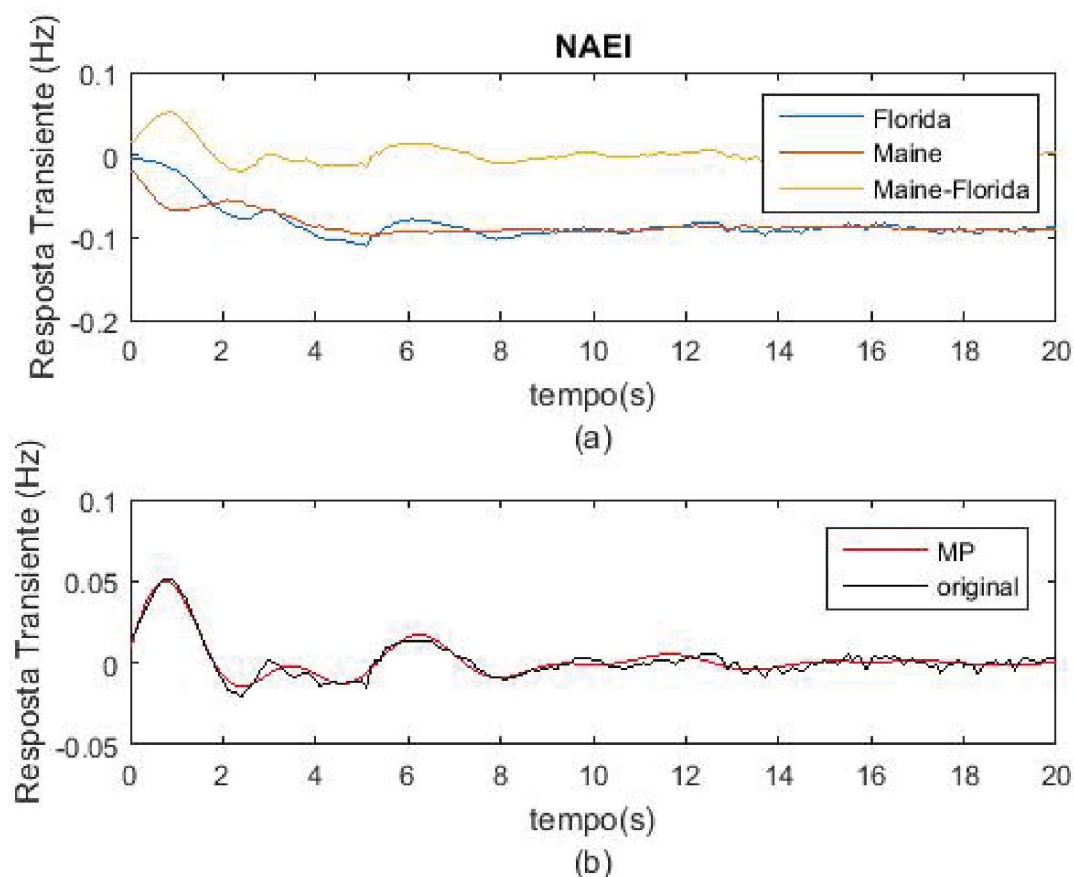 NAEI
Resposta Transiente (Hz)
0.1
0
-0.1
-0.2
Florida
Maine
Maine-Florida
0 2 4 6 8 10 12 14 16 18 20
tempo(s)
(a)
Resposta Transiente (Hz)
0.1
0.05
0
-0.05
MP
original
0 2 4 6 8 10 12 14 16 18 20
tempo(s)
(b)